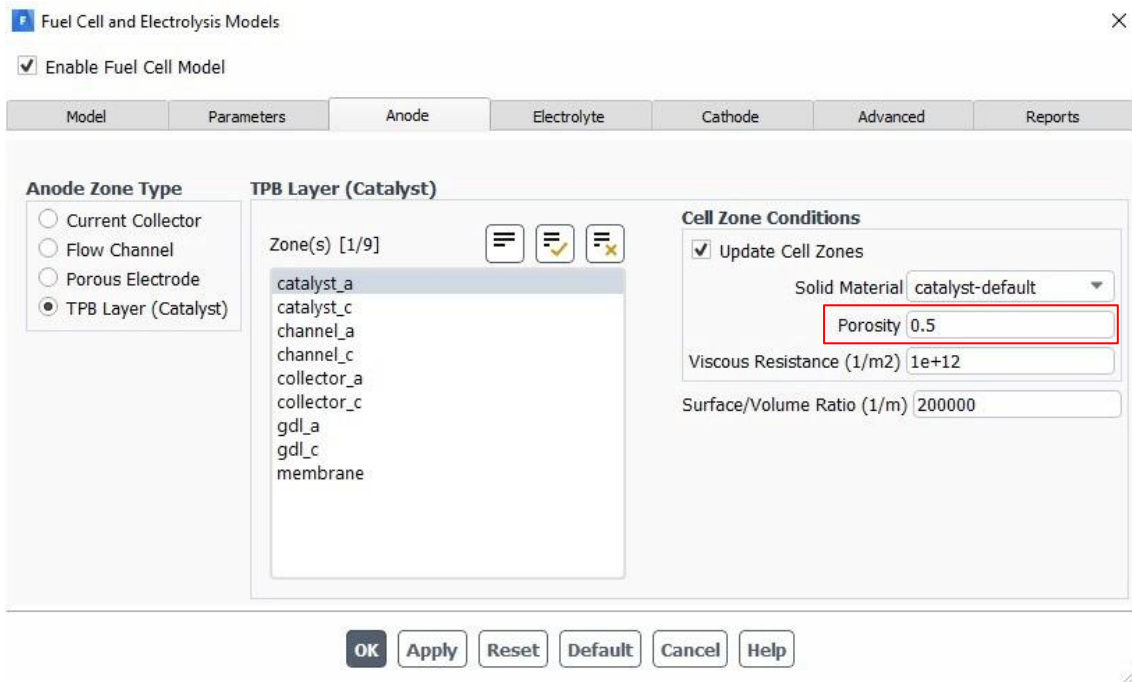 Fuel Cell and Electrolysis Models
Enable Fuel Cell Model
Model Parameters Anode Electrolyte Cathode Advanced Reports
Anode Zone Type
Current Collector
Flow Channel
Porous Electrode
TPB Layer (Catalyst)
TPB Layer (Catalyst)
Zone(s) [1/9]
catalyst_a
catalyst_c
channel_a
channel_c
collector_a
collector_c
gdl_a
gdl_c
membrane
Cell Zone Conditions
Update Cell Zones
Solid Material catalyst-default
Porosity 0.5
Viscous Resistance (1/m2) 1e+12
Surface/Volume Ratio (1/m) 200000
OK Apply Reset Default Cancel Help